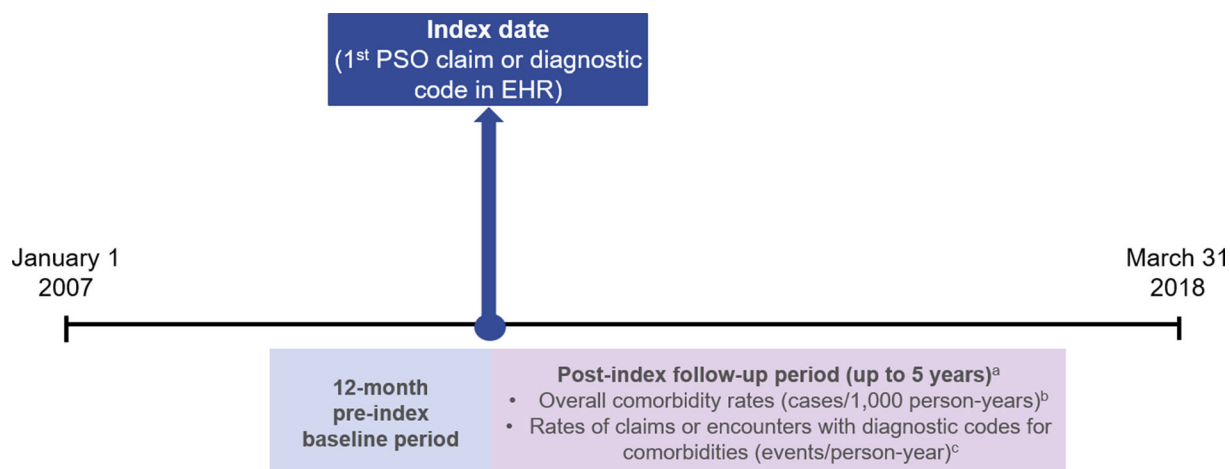 Index date
(1st PSO claim or diagnostic
code in EHR)
January 1
2007
March 31
2018
12-month
pre-index
baseline period
Post-index follow-up period (up to 5 years)a
• Overall comorbidity rates (cases/1,000 person-years)b
• Rates of claims or encounters with diagnostic codes for
comorbidities (events/person-year)c